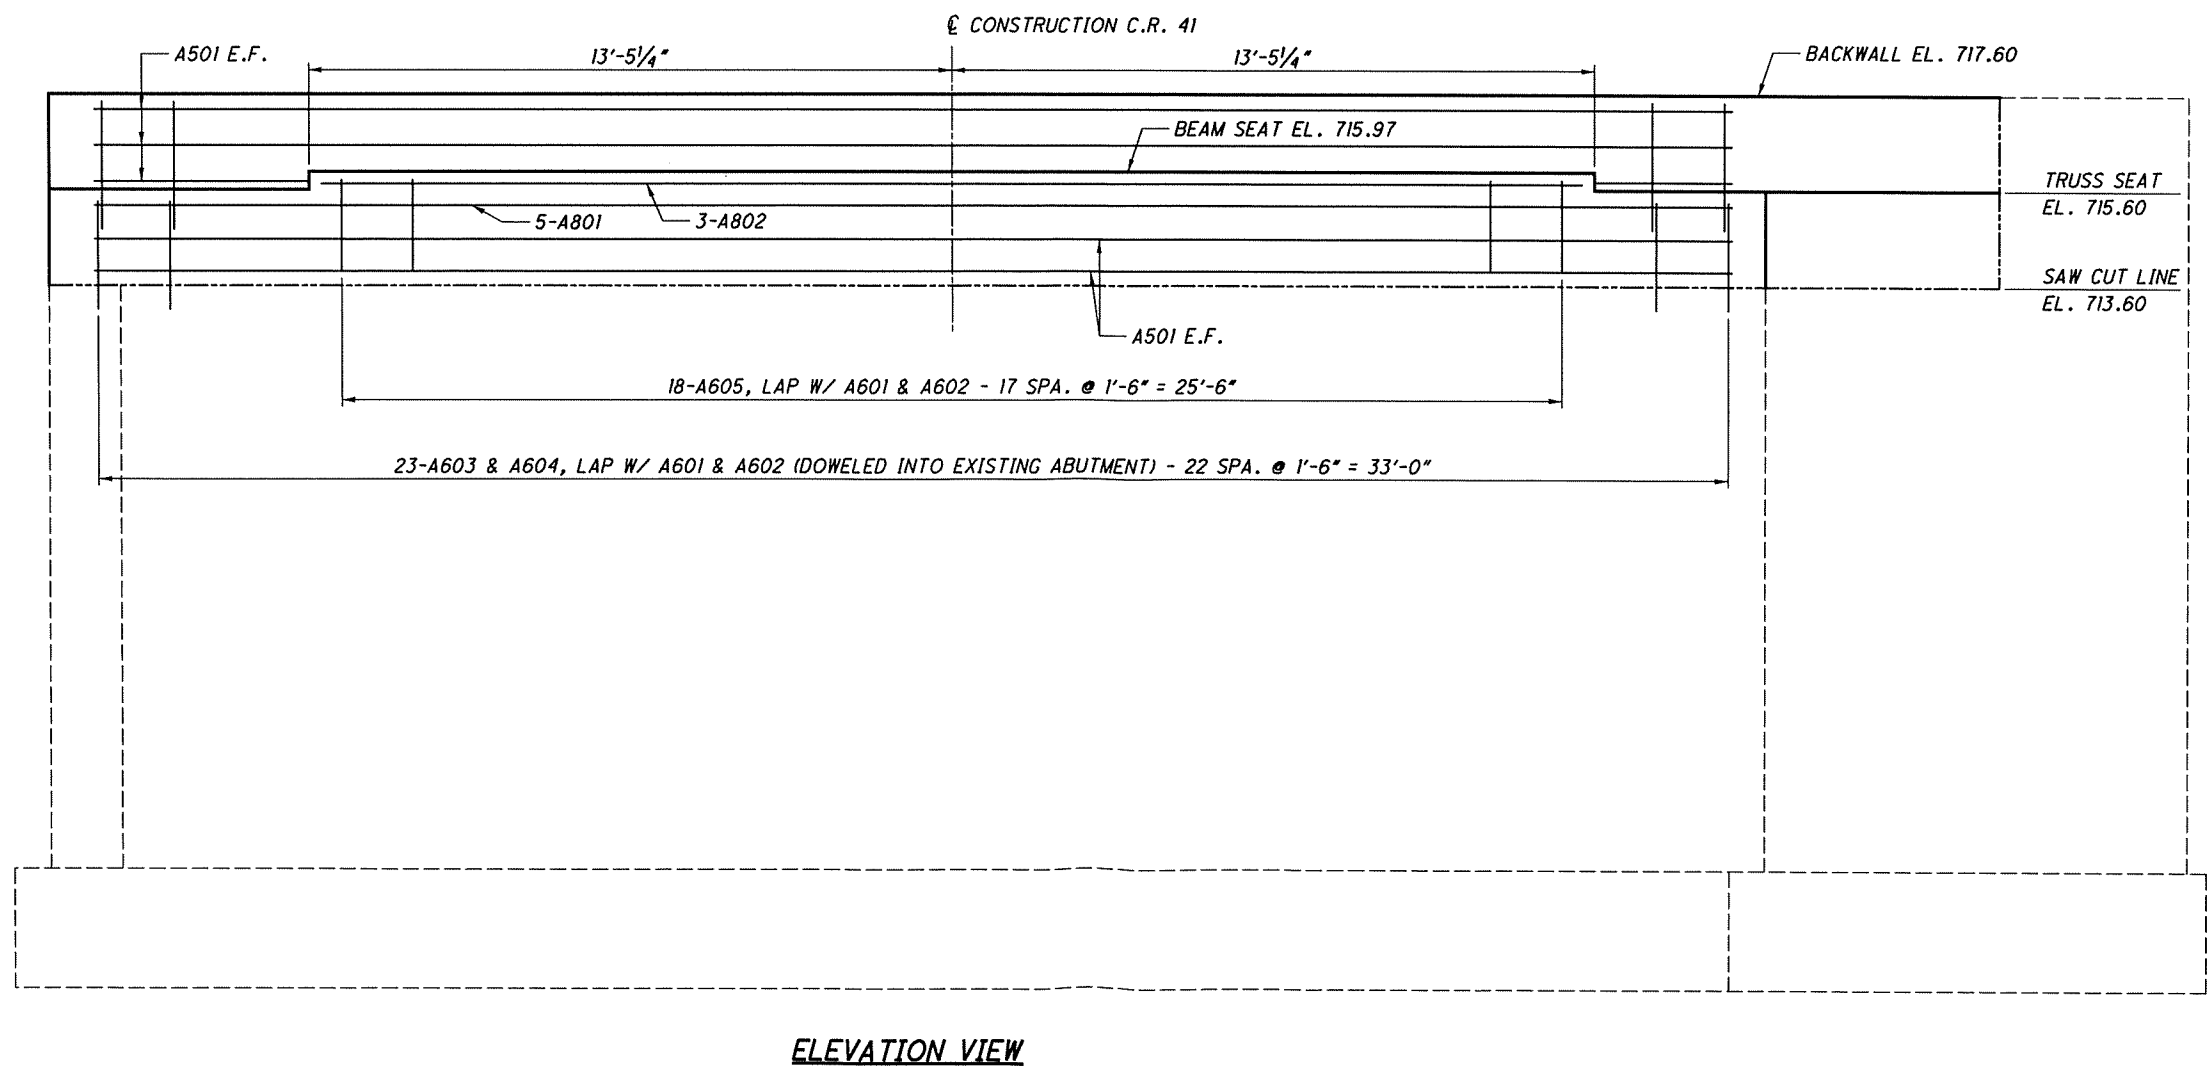 ℄ CONSTRUCTION C.R. 41
A501 E.F.
13'-5¼"
13'-5¼"
BACKWALL EL. 717.60
BEAM SEAT EL. 715.97
TRUSS SEAT
EL. 715.60
5-A801
3-A802
SAW CUT LINE
EL. 713.60
A501 E.F.
18-A605, LAP W/ A601 & A602 - 17 SPA. @ 1'-6" = 25'-6"
23-A603 & A604, LAP W/ A601 & A602 (DOWELED INTO EXISTING ABUTMENT) - 22 SPA. @ 1'-6" = 33'-0"
ELEVATION VIEW